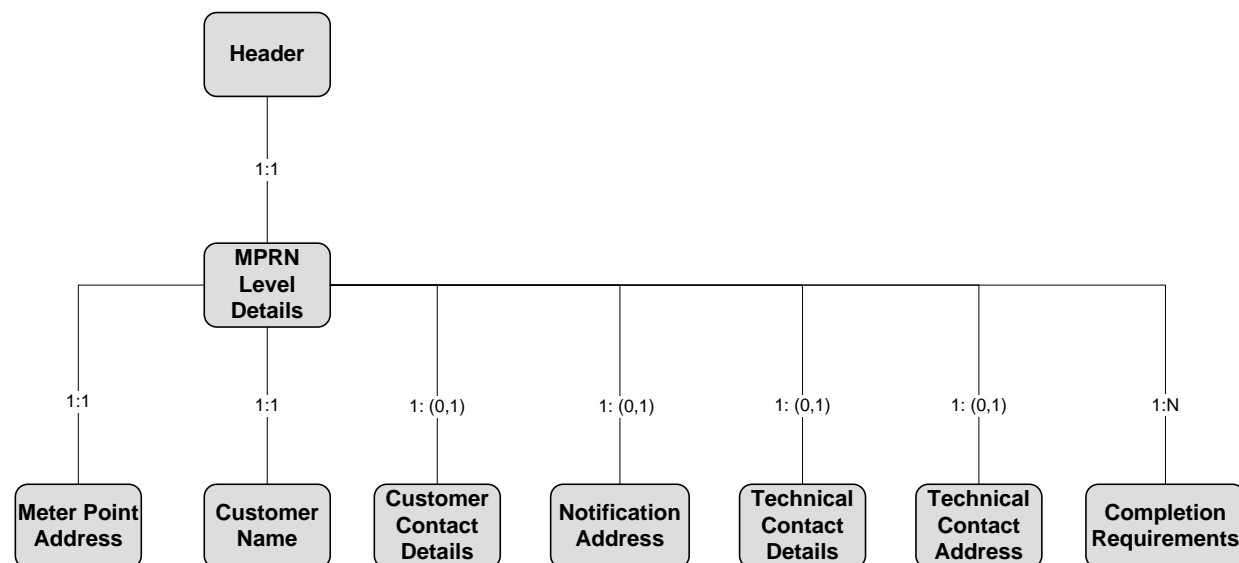 Header
1:1
MPRN
Level
Details
1:1
1:1
1: (0,1)
1: (0,1)
1: (0,1)
1: (0,1)
1:N
Meter Point
Address
Customer
Name
Customer
Contact
Details
Notification
Address
Technical
Contact
Details
Technical
Contact
Address
Completion
Requirements